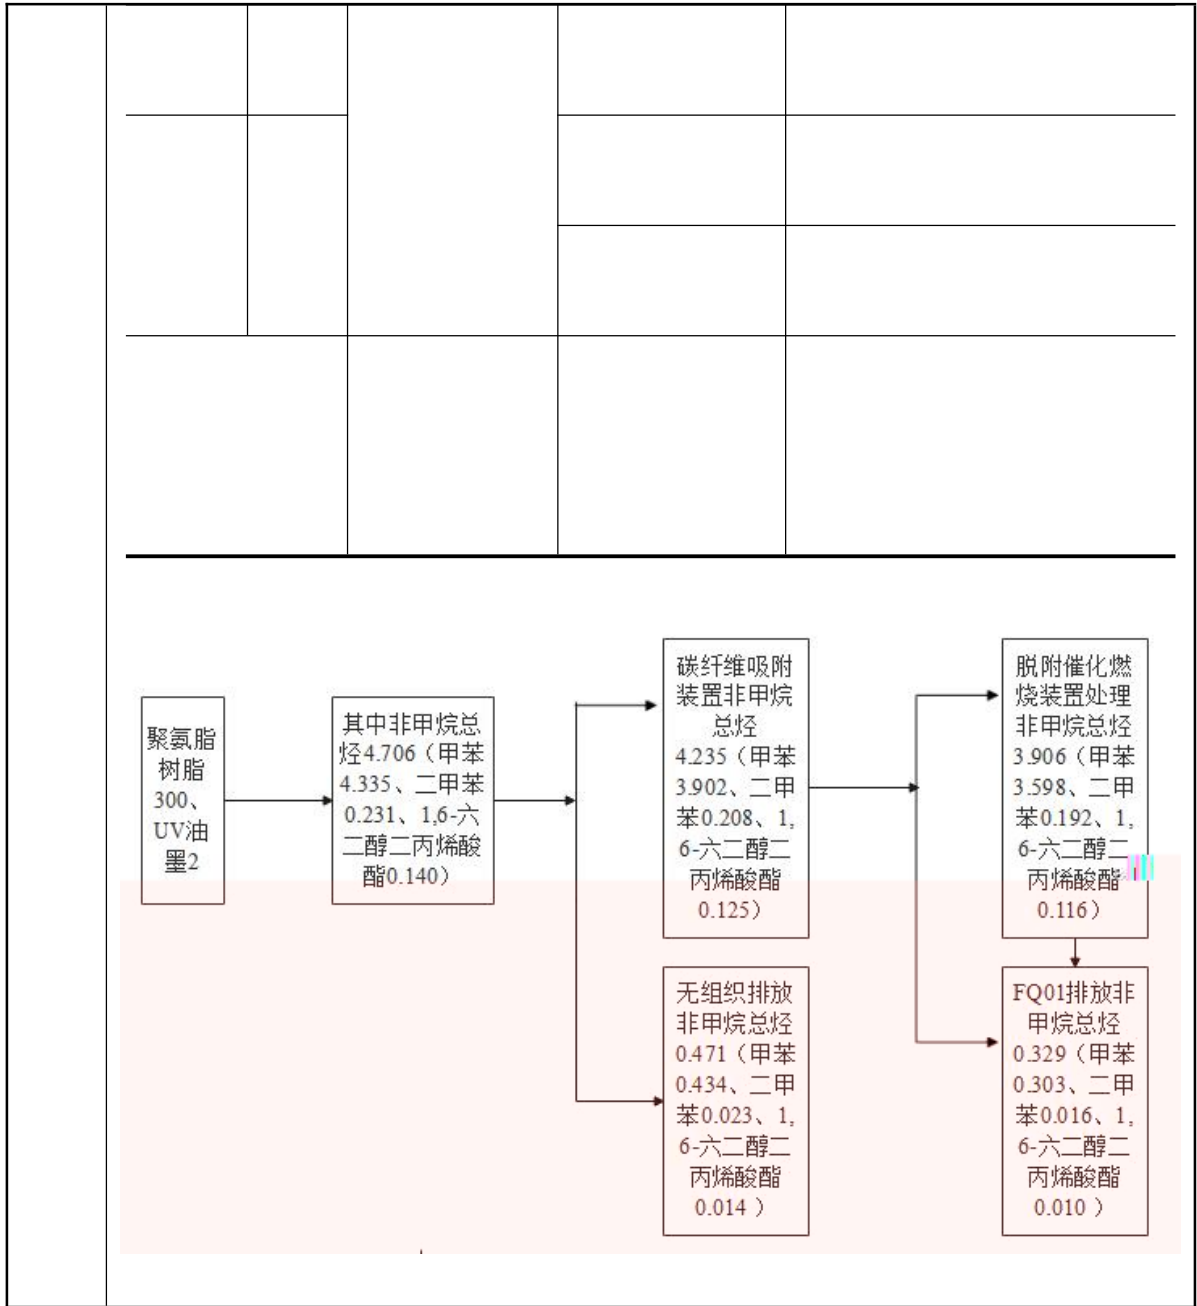 聚氨脂
树脂
300、
UV油
墨2
其中非甲烷总
烃4.706（甲苯
4.335、二甲苯
0.231、1,6-六
二醇二丙烯酸
酯0.140）
碳纤维吸附
装置非甲烷
总烃
4.235（甲苯
3.902、二甲
苯0.208、1,
6-六二醇二
丙烯酸酯
0.125）
无组织排放
非甲烷总烃
0.471（甲苯
0.434、二甲
苯0.023、1,
6-六二醇二
丙烯酸酯
0.014 ）
脱附催化燃
烧装置处理
非甲烷总烃
3.906（甲苯
3.598、二甲
苯0.192、1,
6-六二醇二
丙烯酸酯
0.116）
FQ01排放非
甲烷总烃
0.329（甲苯
0.303、二甲
苯0.016、1,
6-六二醇二
丙烯酸酯
0.010 ）